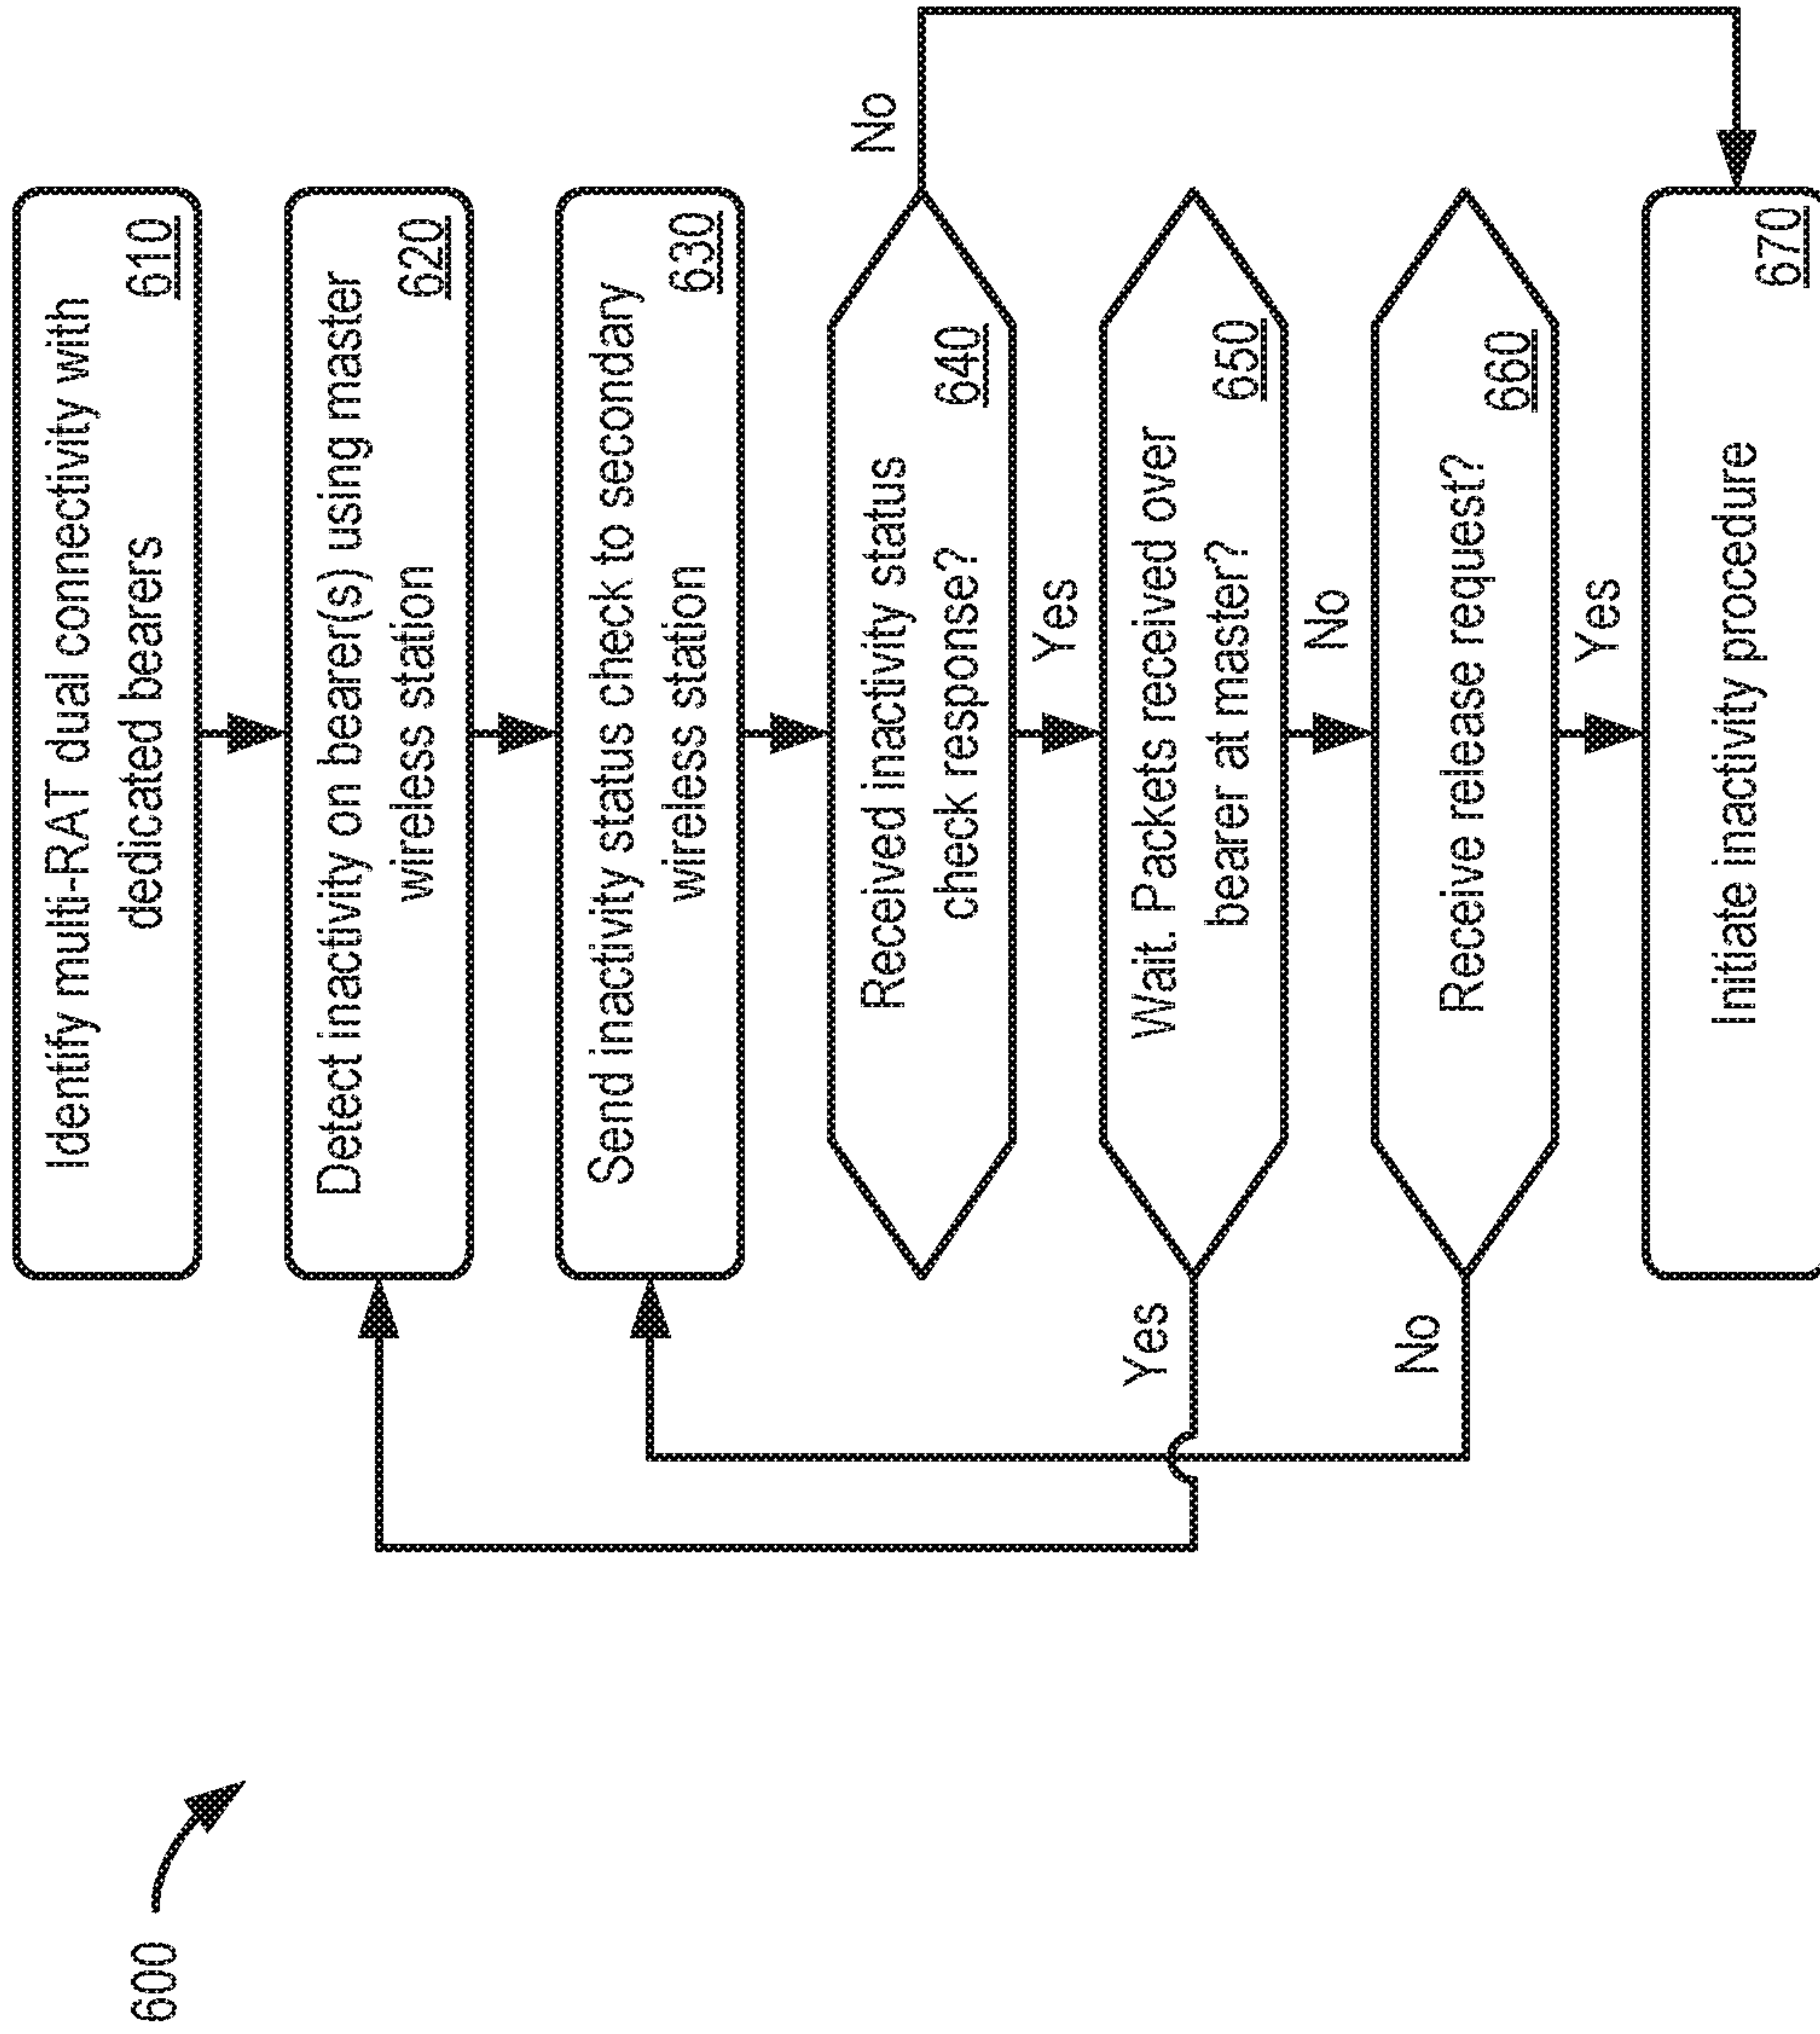 600
Identify multi-RAT dual connectivity with
dedicated bearers
610
Detect inactivity on bearer(s) using master
wireless station
620
Send inactivity status check to secondary
wireless station
630
Received inactivity status
check response?
640
No
Yes
Wait. Packets received over
bearer at master?
650
Yes
No
Receive release request?
660
No
Yes
Initiate inactivity procedure
670